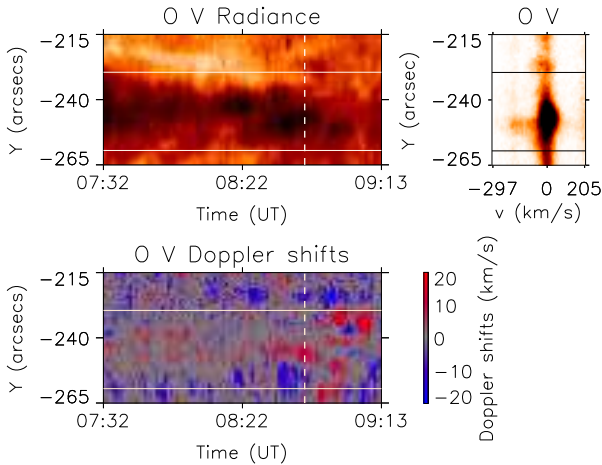 O V Radiance
−215
−240
−265
Y (arcsecs)
07:32 08:22 09:13
Time (UT)
O V
−215
−240
−265
Y (arcsec)
−297 0 205
v (km/s)
O V Doppler shifts
−215
−240
−265
Y (arcsecs)
07:32 08:22 09:13
Time (UT)
20
10
0
−10
−20
Doppler shifts (km/s)